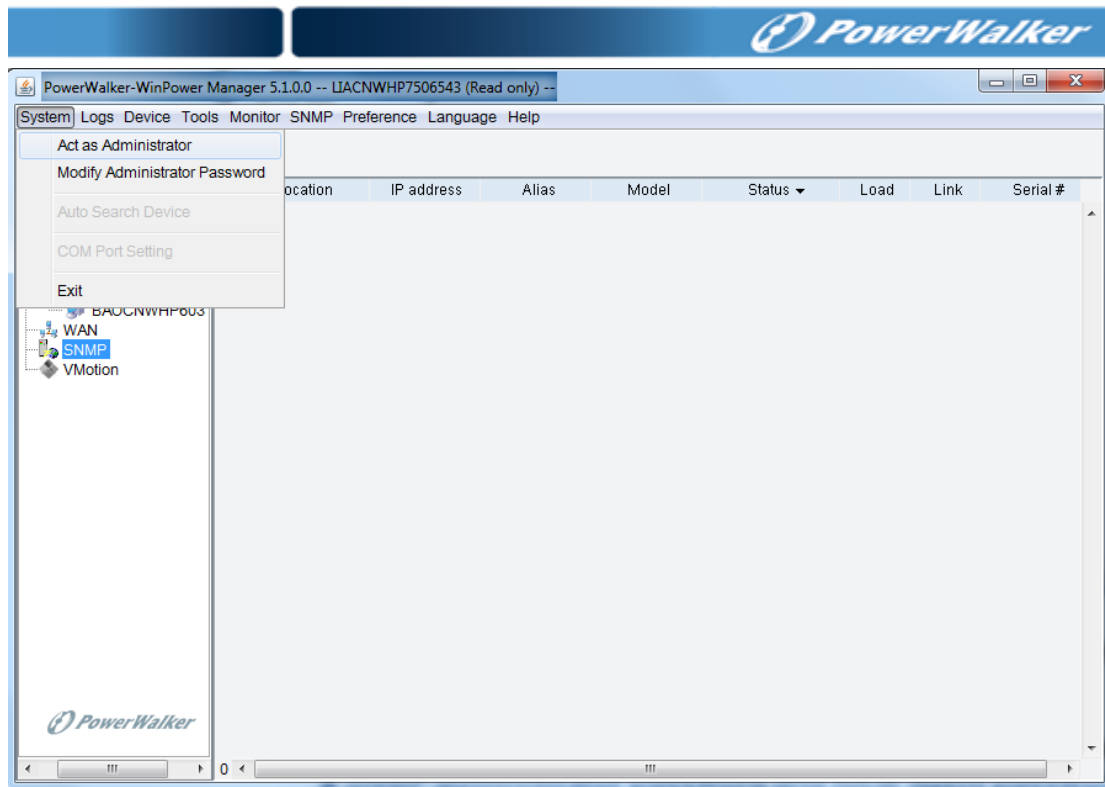 PowerWalker
PowerWalker-WinPower Manager 5.1.0.0 -- LIACNWHP7506543 (Read only) --
System Logs Device Tools Monitor SNMP Preference Language Help
Act as Administrator
Modify Administrator Password
ocation IP address Alias Model Status Load Link Serial #
Auto Search Device
COM Port Setting
Exit
BAOCNWHP603
WAN
SNMP
VMotion
PowerWalker
0